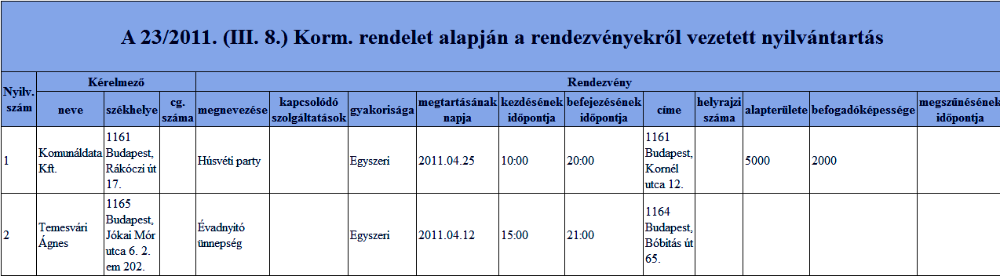 A 23/2011. (III. 8.) Korm. rendelet alapján a rendezvényekről vezetett nyilvántartás
Nyilv. szám
Kérelmező
Rendezvény
neve
székhelye
cg. száma
megnevezése
kapcsolódó szolgáltatások
gyakorisága
megtartásának napja
kezdésének időpontja
befejezésének időpontja
címe
helyrajzi száma
alapterülete
befogadóképessége
megszűnésének időpontja
1
Komunáldata
Kft.
1161
Budapest,
Rákóczi út
17.
Húsvéti party
Egyszeri
2011.04.25
10:00
20:00
1161
Budapest,
Kornél
utca 12.
5000
2000
2
Temesvári
Ágnes
1165
Budapest,
Jókai Mór
utca 6. 2.
em 202.
Évadnyitó
ünnepség
Egyszeri
2011.04.12
15:00
21:00
1164
Budapest,
Bóbitás út
65.